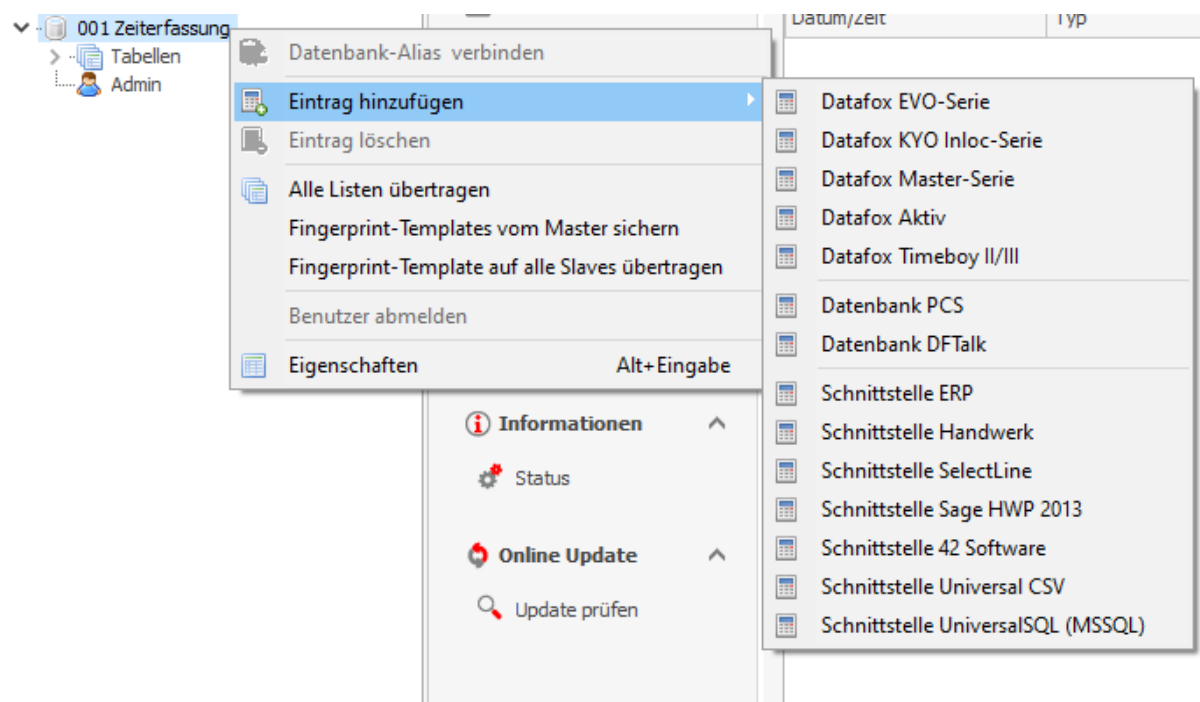 001 Zeiterfassung
Tabellen
Admin
Datum/Zeit
Typ
Datenbank-Alias verbinden
Eintrag hinzufügen
Eintrag löschen
Alle Listen übertragen
Fingerprint-Templates vom Master sichern
Fingerprint-Template auf alle Slaves übertragen
Benutzer abmelden
Eigenschaften Alt+Eingabe
Datafox EVO-Serie
Datafox KYO Inloc-Serie
Datafox Master-Serie
Datafox Aktiv
Datafox Timeboy II/III
Datenbank PCS
Datenbank DFTalk
Schnittstelle ERP
Schnittstelle Handwerk
Schnittstelle SelectLine
Schnittstelle Sage HWP 2013
Schnittstelle 42 Software
Schnittstelle Universal CSV
Schnittstelle UniversalSQL (MSSQL)
Informationen
Status
Online Update
Update prüfen